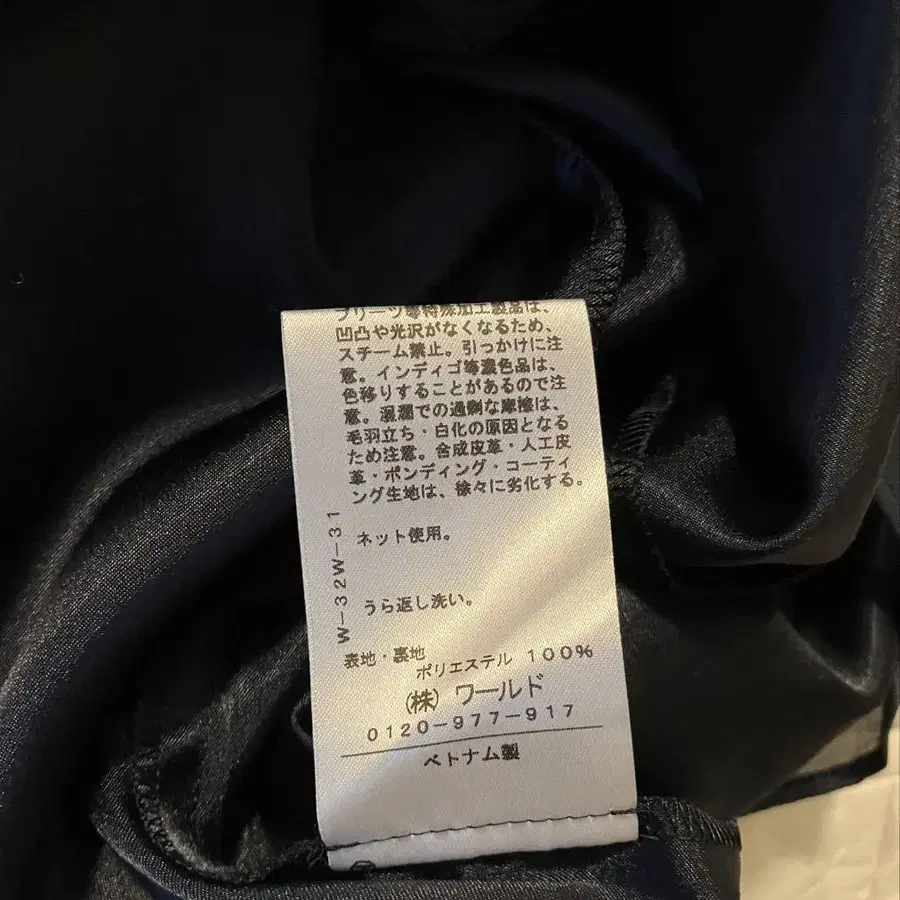 プリーツ等特殊加工製品は、
凹凸や光沢がなくなるため、
スチーム禁止。引っかけに注
意。インディゴ等濃色品は、
色移りすることがあるので注
意。湿潤での過剰な摩擦は、
毛羽立ち・白化の原因となる
ため注意。合成皮革・人工皮
革・ボンディング・コーティ
ング生地は、徐々に劣化する。
ネット使用。
うら返し洗い。
W-32W-31
表地・裏地
ポリエステル 100%
(株) ワールド
0120-977-917
ベトナム製